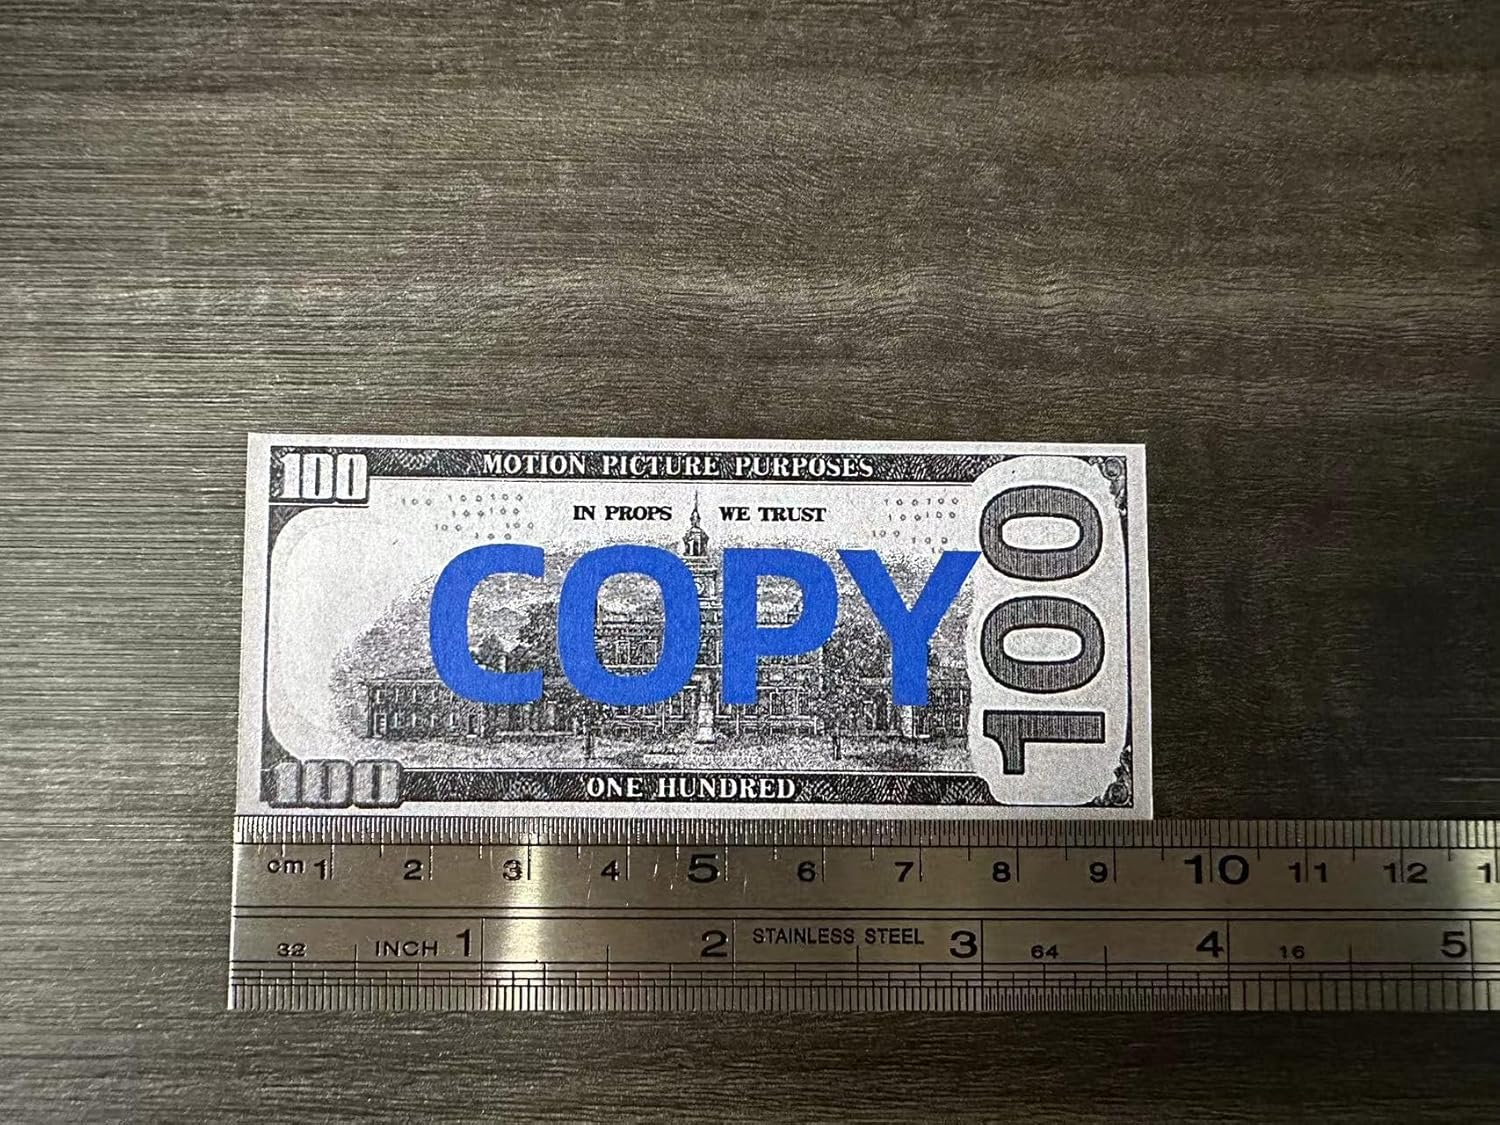 100 MOTION PICTURE PURPOSES
IN PROPS WE TRUST
COPY
100
100 ONE HUNDRED
cm 1 2 3 4 5 6 7 8 9 10 11 12
32 INCH 1 2 STAINLESS STEEL 3 64 4 16 5